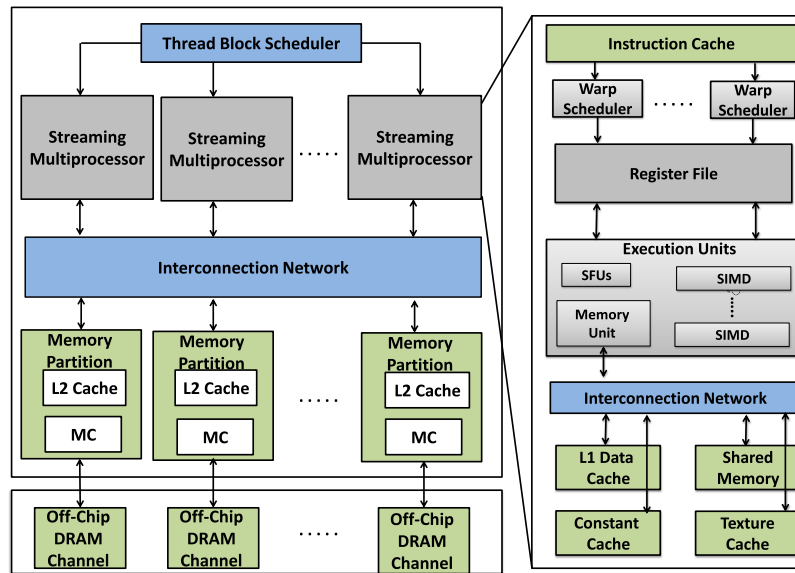 Thread Block Scheduler
Streaming
Multiprocessor
Streaming
Multiprocessor
.....
Streaming
Multiprocessor
Interconnection Network
Memory
Partition
L2 Cache
MC
Memory
Partition
L2 Cache
MC
.....
Memory
Partition
L2 Cache
MC
Off-Chip
DRAM
Channel
Off-Chip
DRAM
Channel
.....
Off-Chip
DRAM
Channel
Instruction Cache
Warp
Scheduler
.....
Warp
Scheduler
Register File
Execution Units
SFUs
SIMD
Memory
Unit
SIMD
Interconnection Network
L1 Data
Cache
Shared
Memory
Constant
Cache
Texture
Cache